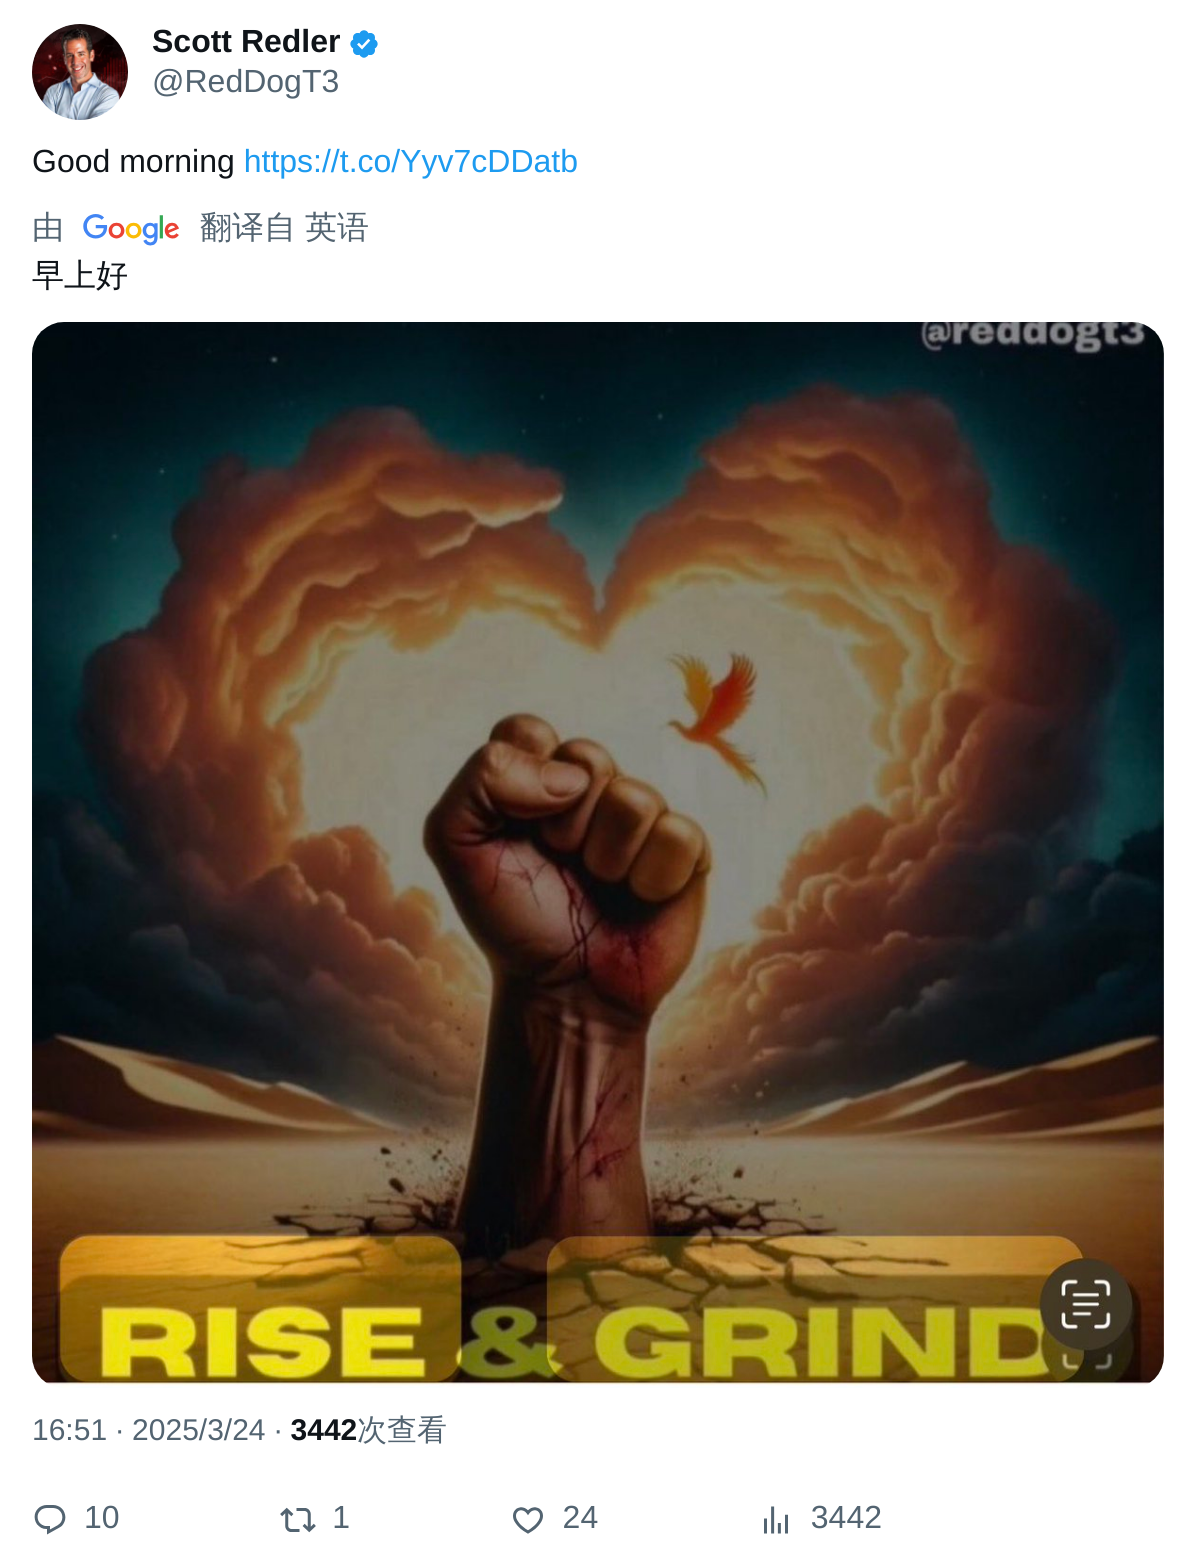 Scott Redler
@RedDogT3
Good morning https://t.co/Yyv7cDDatb
由 Google 翻译自 英语
早上好
@reddogt3
RISE & GRIND
16:51 · 2025/3/24 · 3442次查看
10 1 24 3442